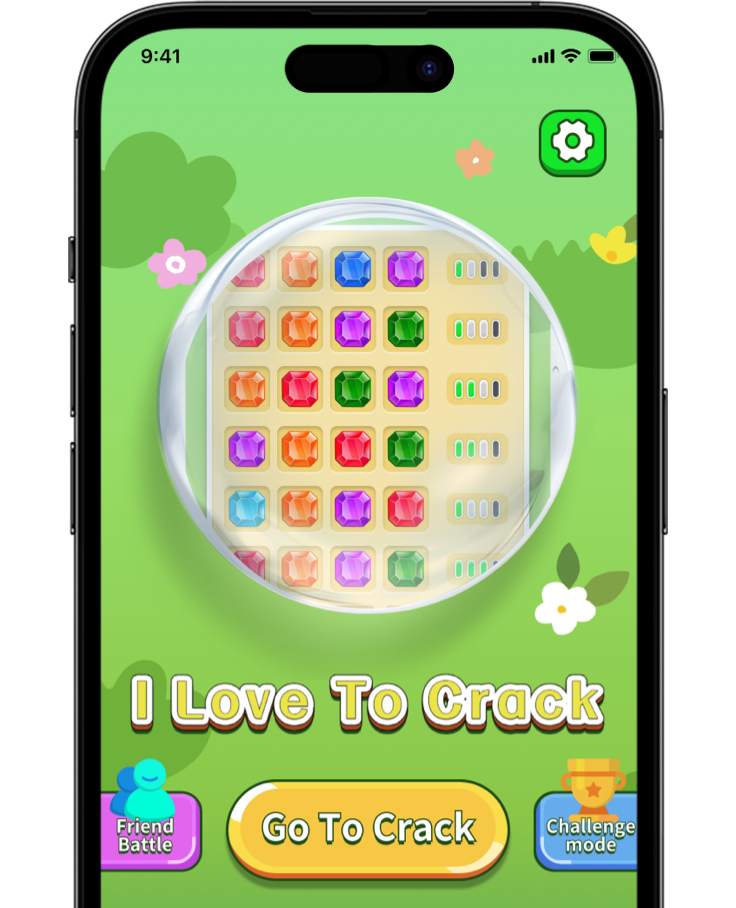 9:41
I Love To Crack
Friend
Battle
Go To Crack
Challenge
mode